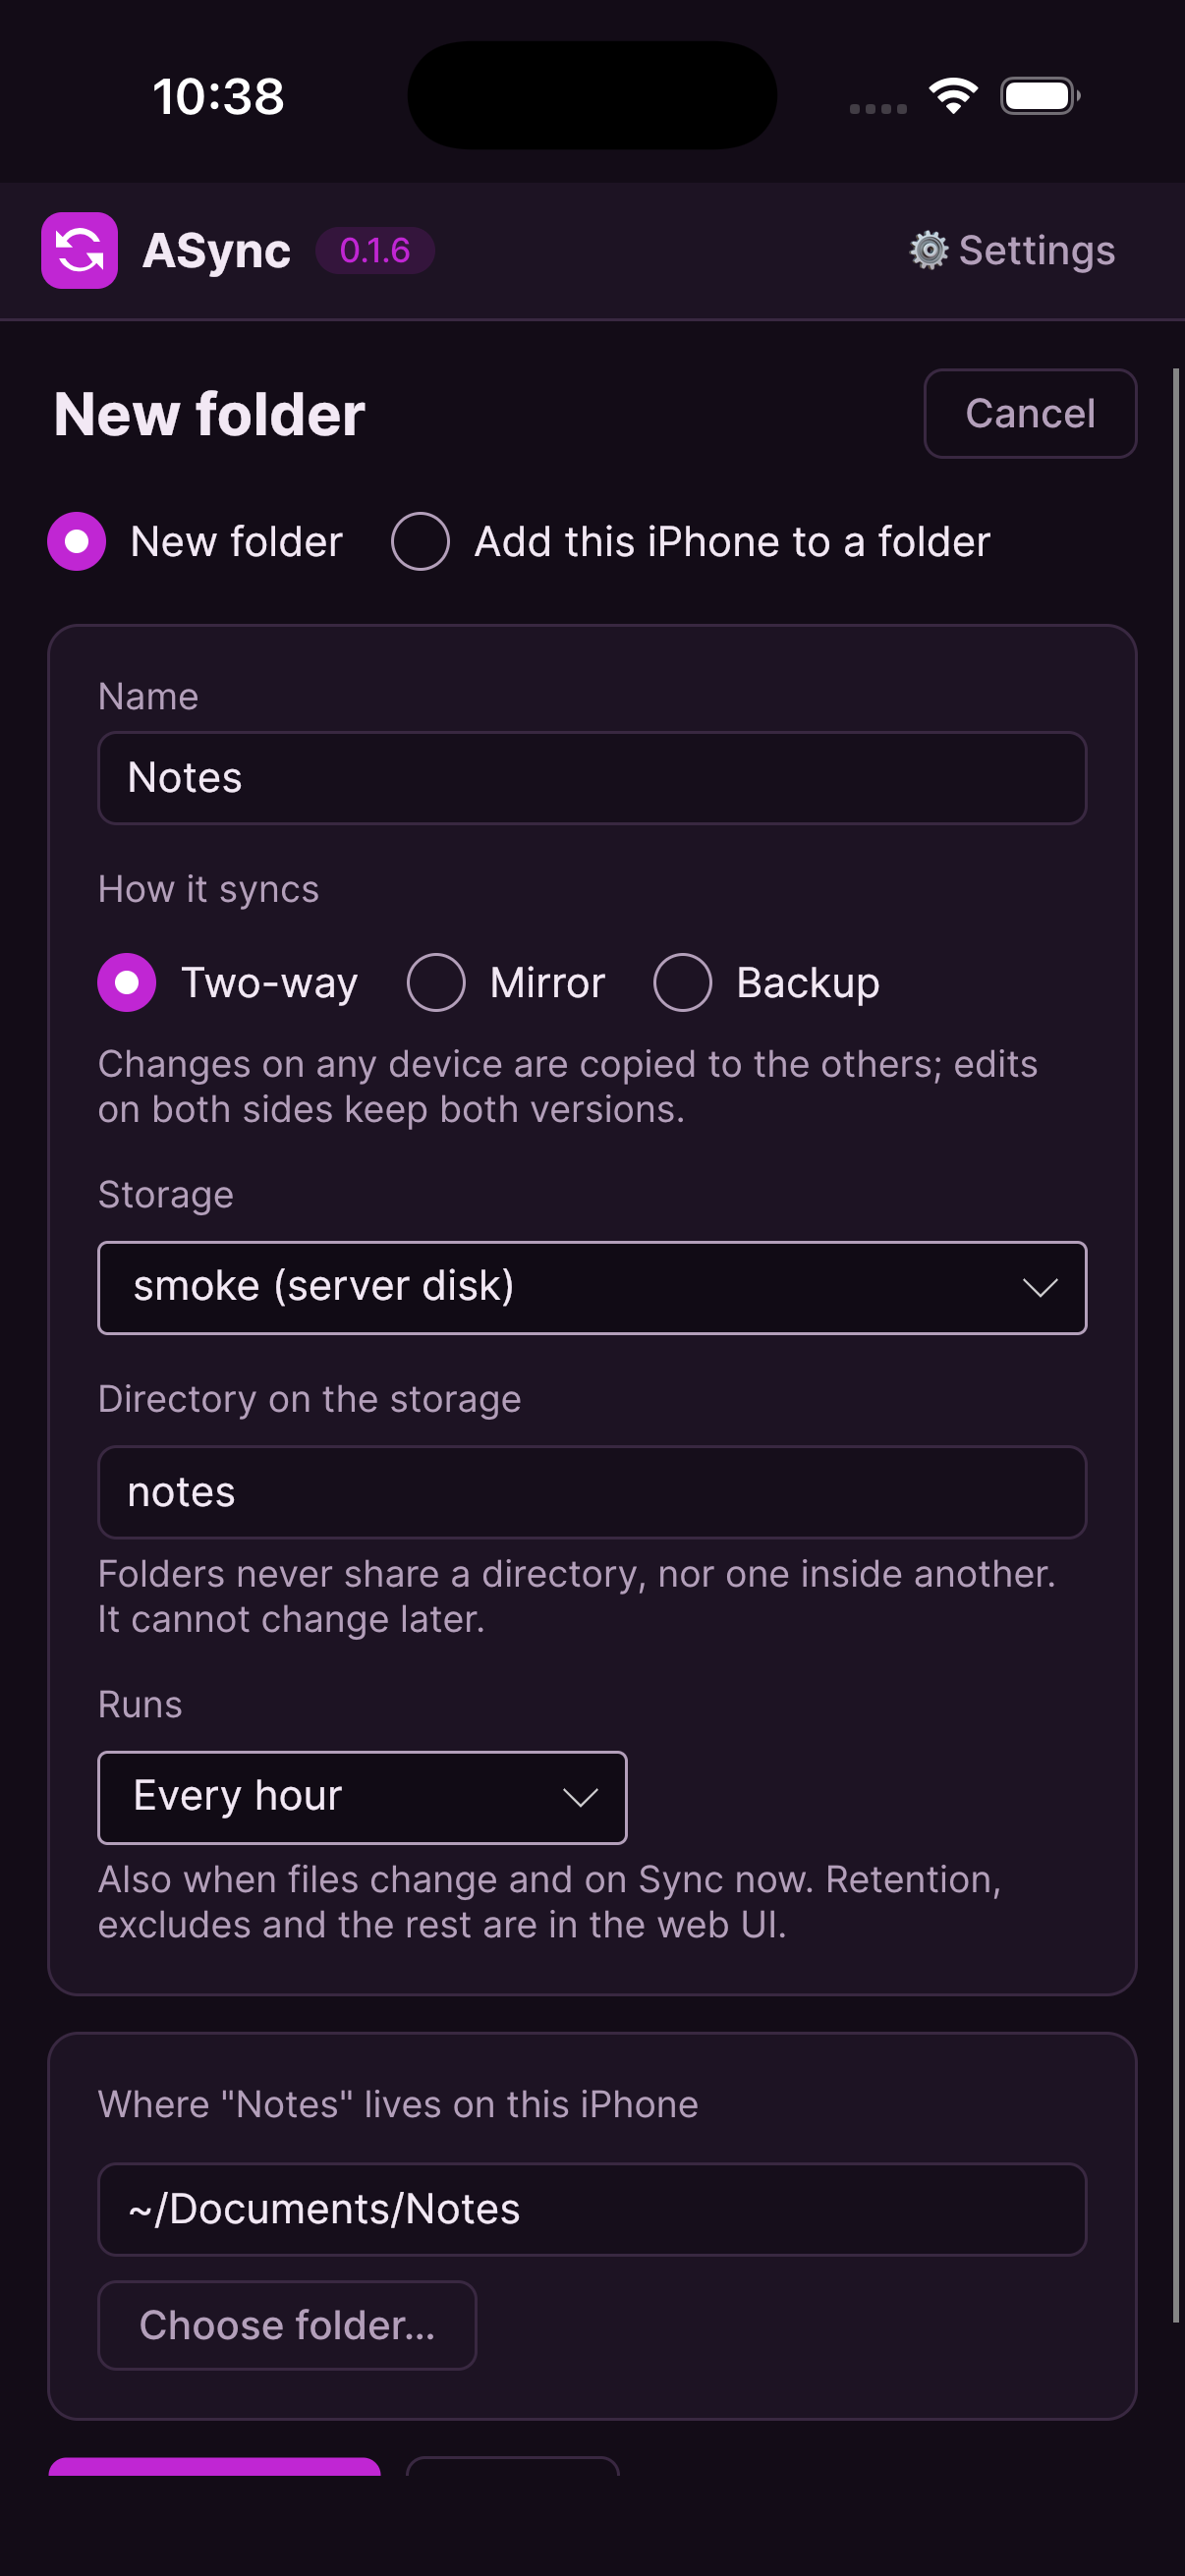 10:38
ASync 0.1.6 Settings
New folder Cancel
New folder Add this iPhone to a folder
Name
Notes
How it syncs
Two-way Mirror Backup
Changes on any device are copied to the others; edits
on both sides keep both versions.
Storage
smoke (server disk)
Directory on the storage
notes
Folders never share a directory, nor one inside another.
It cannot change later.
Runs
Every hour
Also when files change and on Sync now. Retention,
excludes and the rest are in the web UI.
Where "Notes" lives on this iPhone
~/Documents/Notes
Choose folder...